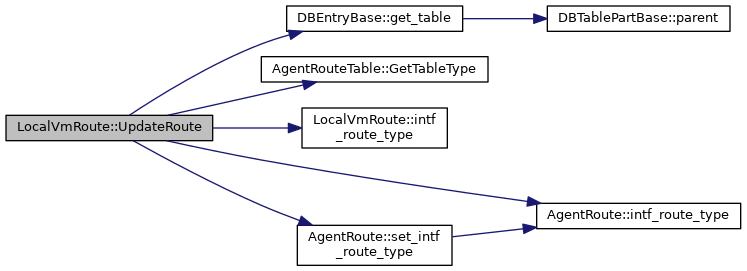 DBEntryBase::get_table
DBTablePartBase::parent
AgentRouteTable::GetTableType
LocalVmRoute::UpdateRoute
LocalVmRoute::intf
_route_type
AgentRoute::intf_route_type
AgentRoute::set_intf
_route_type